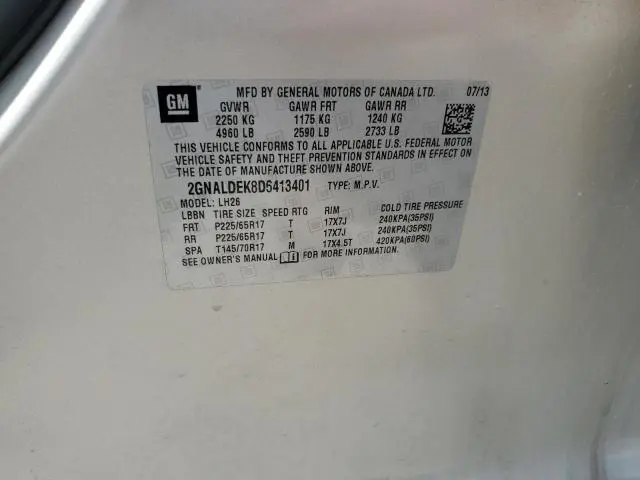 GM
MFD BY GENERAL MOTORS OF CANADA LTD. 07/13
GVWR GAWR FRT GAWR RR
2250 KG 1175 KG 1240 KG
4960 LB 2590 LB 2733 LB
THIS VEHICLE CONFORMS TO ALL APPLICABLE U.S. FEDERAL MOTOR
VEHICLE SAFETY AND THEFT PREVENTION STANDARDS IN EFFECT ON
THE DATE OF MANUFACTURE SHOWN ABOVE.
2GNALDEK8D6413401 TYPE: M.P.V.
MODEL: LH26
LBBN TIRE SIZE SPEED RTG RIM COLD TIRE PRESSURE
FRT P225/65R17 T 17X7J 240KPA(35PSI)
RR P225/65R17 T 17X7J 240KPA(35PSI)
SPA T145/70R17 M 17X4.5T 420KPA(60PSI)
SEE OWNER'S MANUAL FOR MORE INFORMATION.